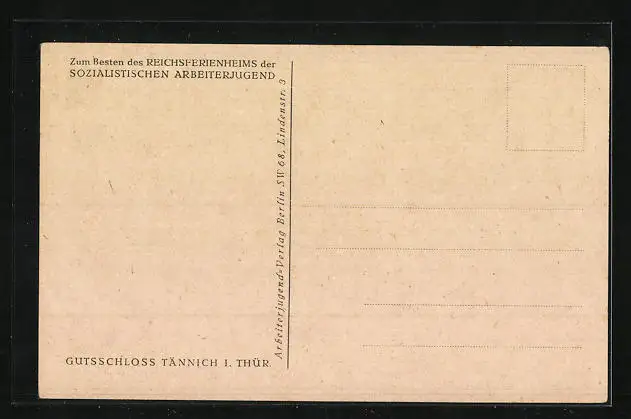 Zum Besten des REICHSFERIENHEIMS der
SOZIALISTISCHEN ARBEITERJUGEND
Arbeiterjugend=Verlag Berlin SW 68, Lindenstr. 3
GUTSSCHLOSS TÄNNICH I. THÜR.